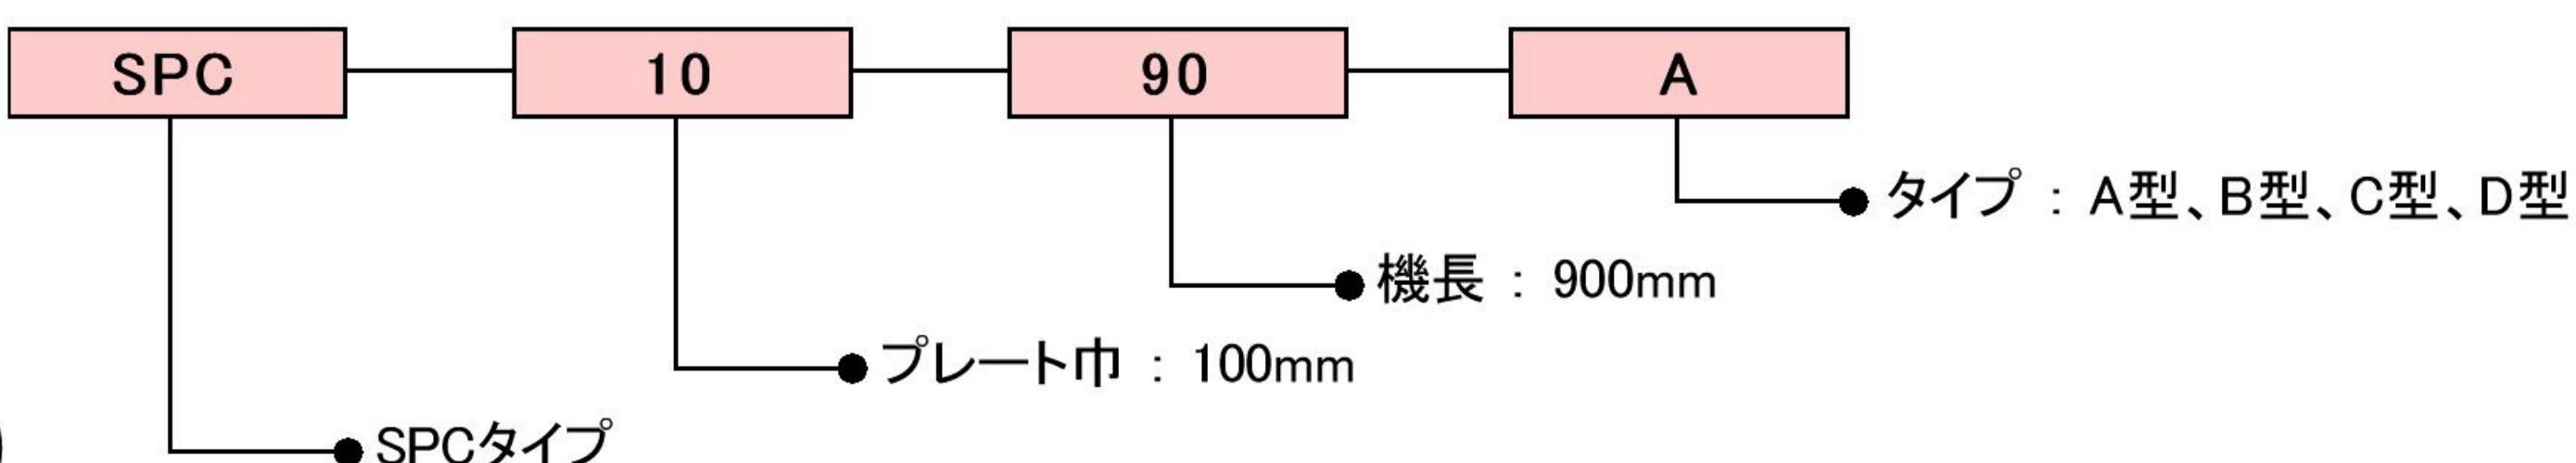 SPC 10 90 A
タイプ : A型、B型、C型、D型
機長 : 900mm
プレート巾 : 100mm
SPCタイプ